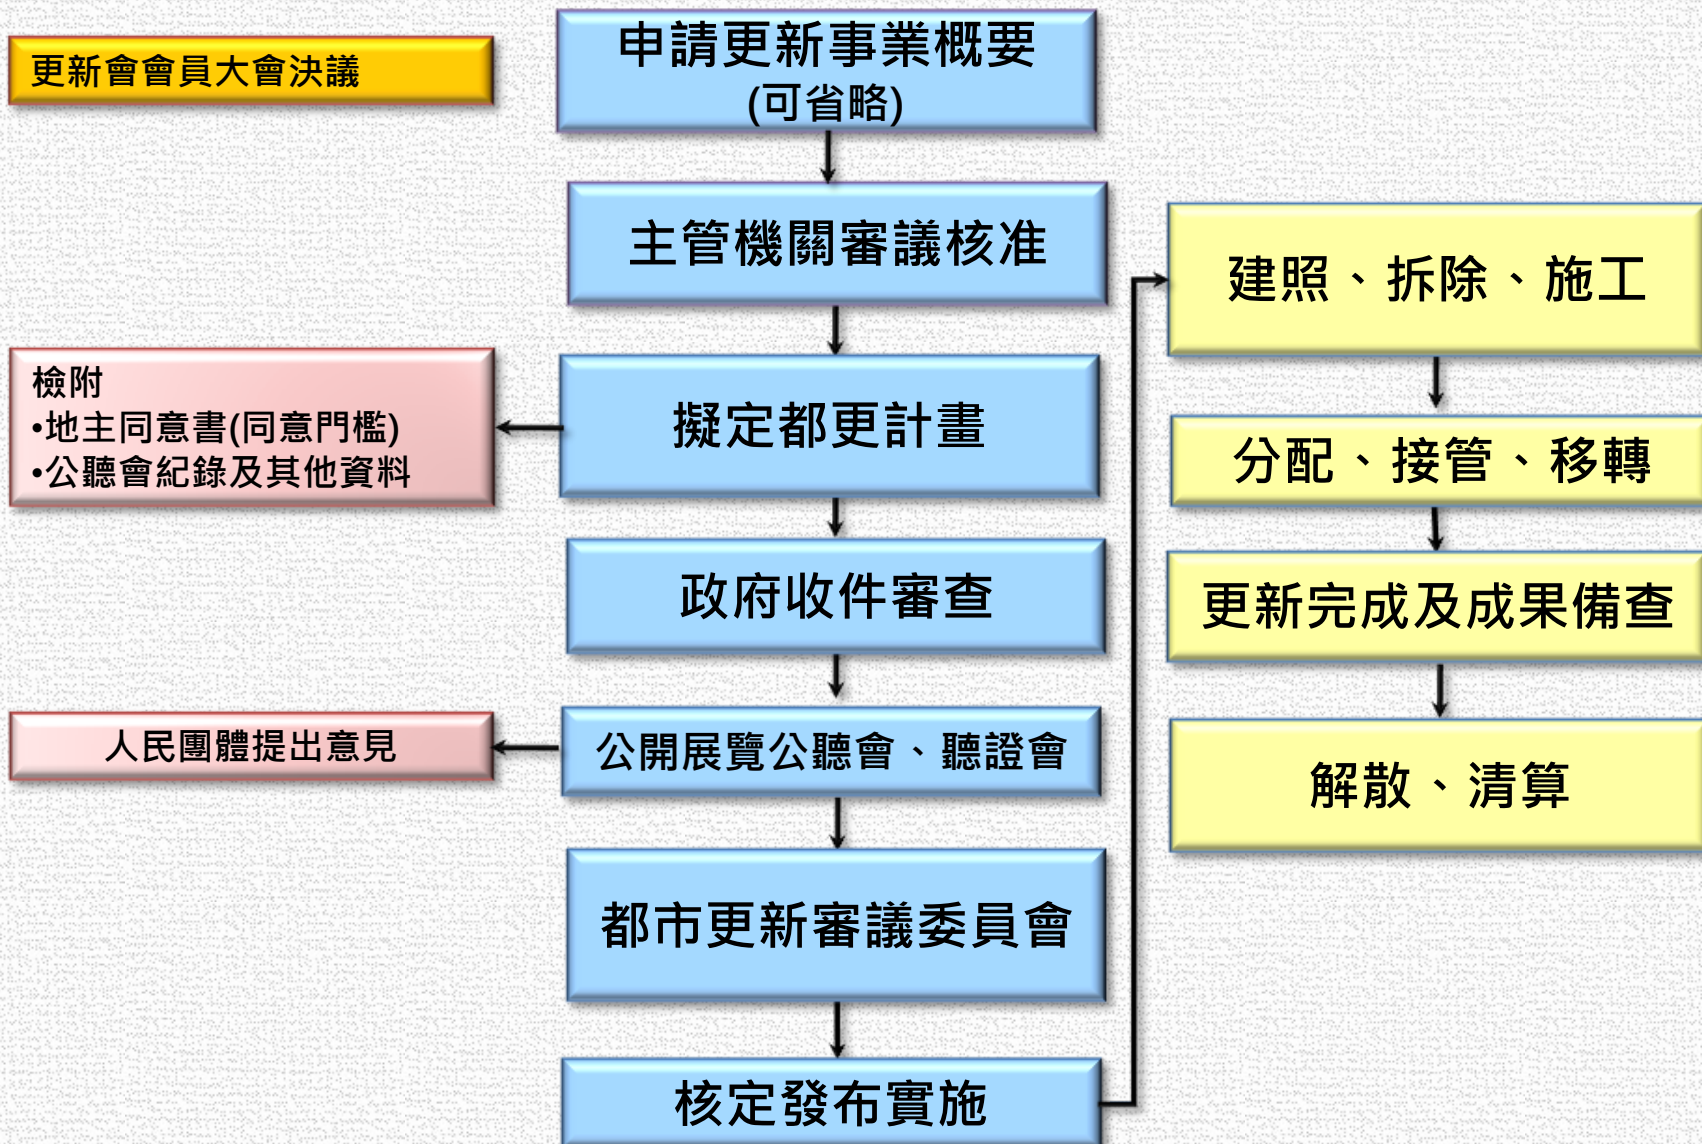 更新會會員大會決議
申請更新事業概要
(可省略)
主管機關審議核准
擬定都更計畫
檢附
•地主同意書(同意門檻)
•公聽會紀錄及其他資料
政府收件審查
公開展覽公聽會、聽證會
人民團體提出意見
都市更新審議委員會
核定發布實施
建照、拆除、施工
分配、接管、移轉
更新完成及成果備查
解散、清算